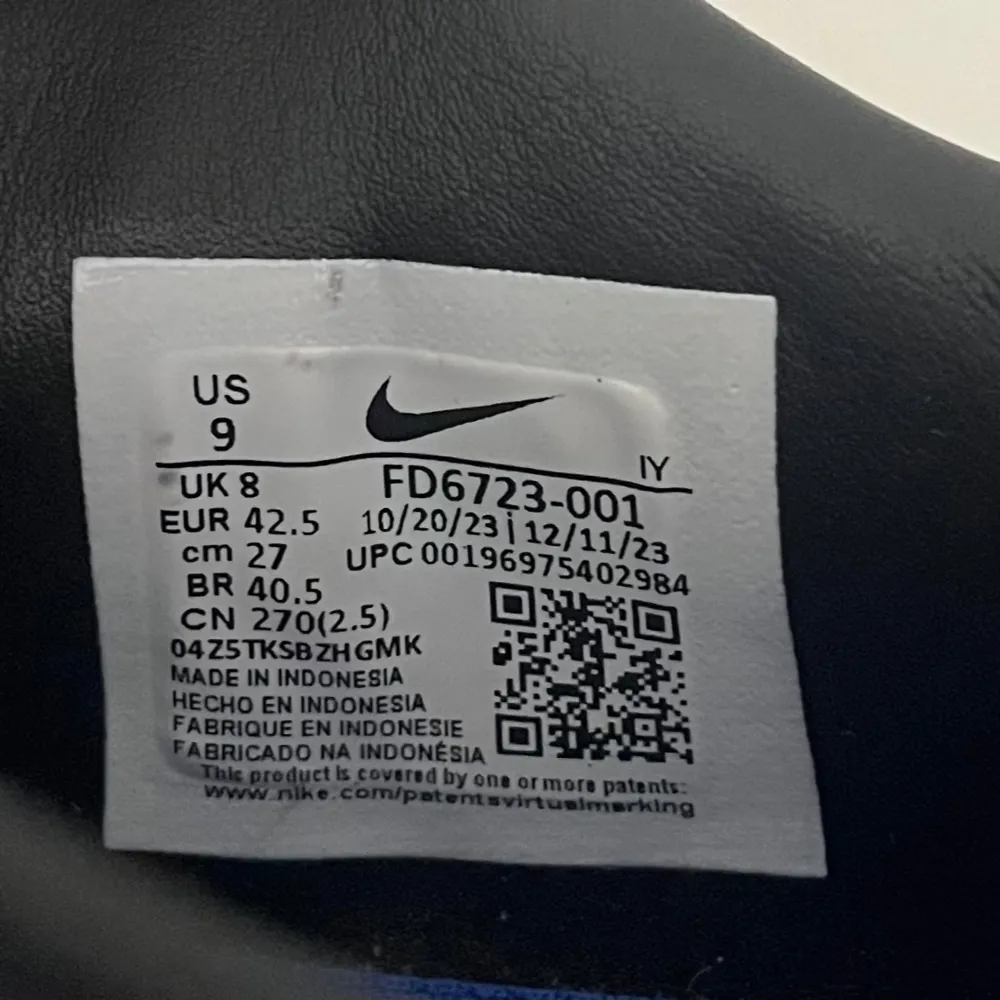 US
9
IY
UK 8
FD6723-001
EUR 42.5
10/20/23 | 12/11/23
cm 27
UPC 00196975402984
BR 40.5
CN 270(2.5)
04Z5TKSBZHGMK
MADE IN INDONESIA
HECHO EN INDONESIA
FABRIQUE EN INDONESIE
FABRICADO NA INDONÉSIA
This product is covered by one or more patents:
www.nike.com/patentsvirtualmarking